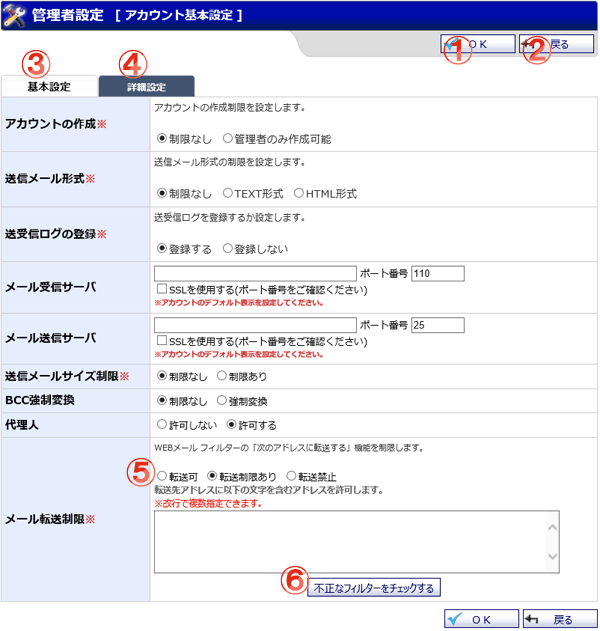 管理者設定 [ アカウント基本設定 ]
① OK ② 戻る
③ ④
基本設定 詳細設定
アカウントの作成※
アカウントの作成制限を設定します。
制限なし 管理者のみ作成可能
送信メール形式※
送信メール形式の制限を設定します。
制限なし TEXT形式 HTML形式
送受信ログの登録※
送受信ログを登録するか設定します。
登録する 登録しない
メール受信サーバ
ポート番号 110
SSLを使用する(ポート番号をご確認ください)
※アカウントのデフォルト表示を設定してください。
メール送信サーバ
ポート番号 25
SSLを使用する(ポート番号をご確認ください)
※アカウントのデフォルト表示を設定してください。
送信メールサイズ制限※ 制限なし 制限あり
BCC強制変換 制限なし 強制変換
代理人 許可しない 許可する
メール転送制限※
WEBメール フィルターの「次のアドレスに転送する」機能を制限します。
⑤ 転送可 転送制限あり 転送禁止
転送先アドレスに以下の文字を含むアドレスを許可します。
※改行で複数指定できます。
⑥ 不正なフィルターをチェックする
OK 戻る